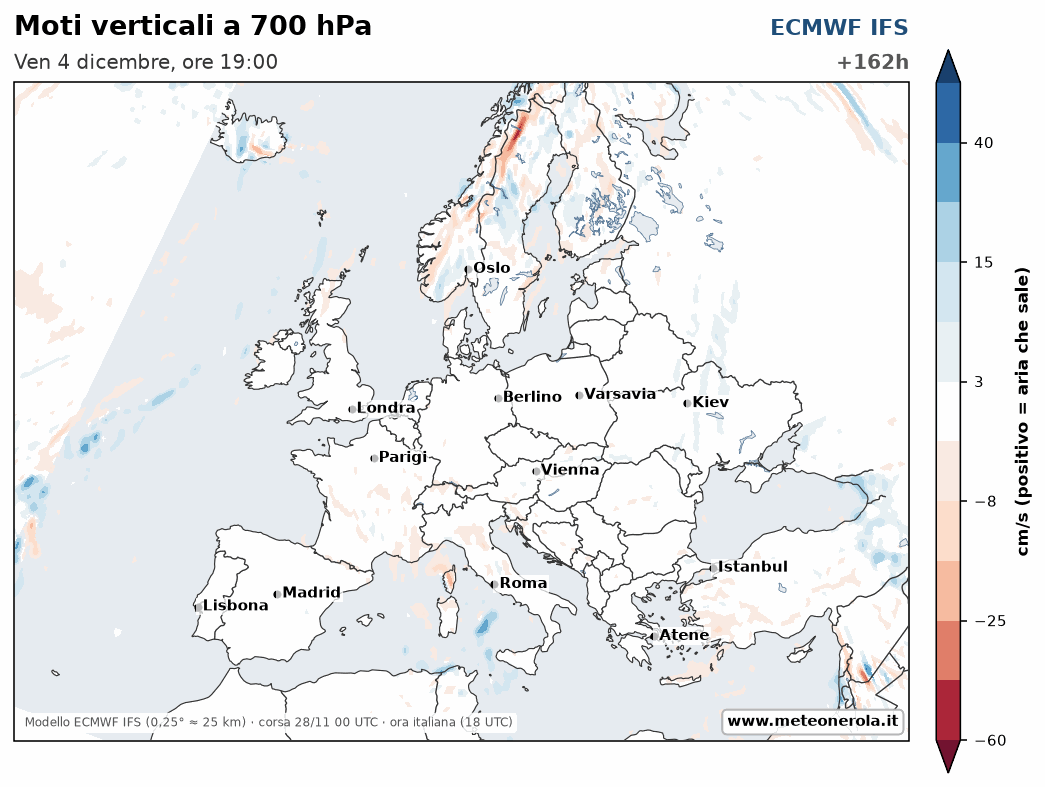 Moti verticali a 700 hPa
ECMWF IFS
Ven 4 dicembre, ore 19:00
+162h
Oslo
Londra
Berlino
Varsavia
Kiev
Parigi
Vienna
Istanbul
Roma
Madrid
Lisbona
Atene
40
15
3
−8
−25
−60
cm/s (positivo = aria che sale)
Modello ECMWF IFS (0,25° ≈ 25 km) · corsa 28/11 00 UTC · ora italiana (18 UTC)
www.meteonerola.it